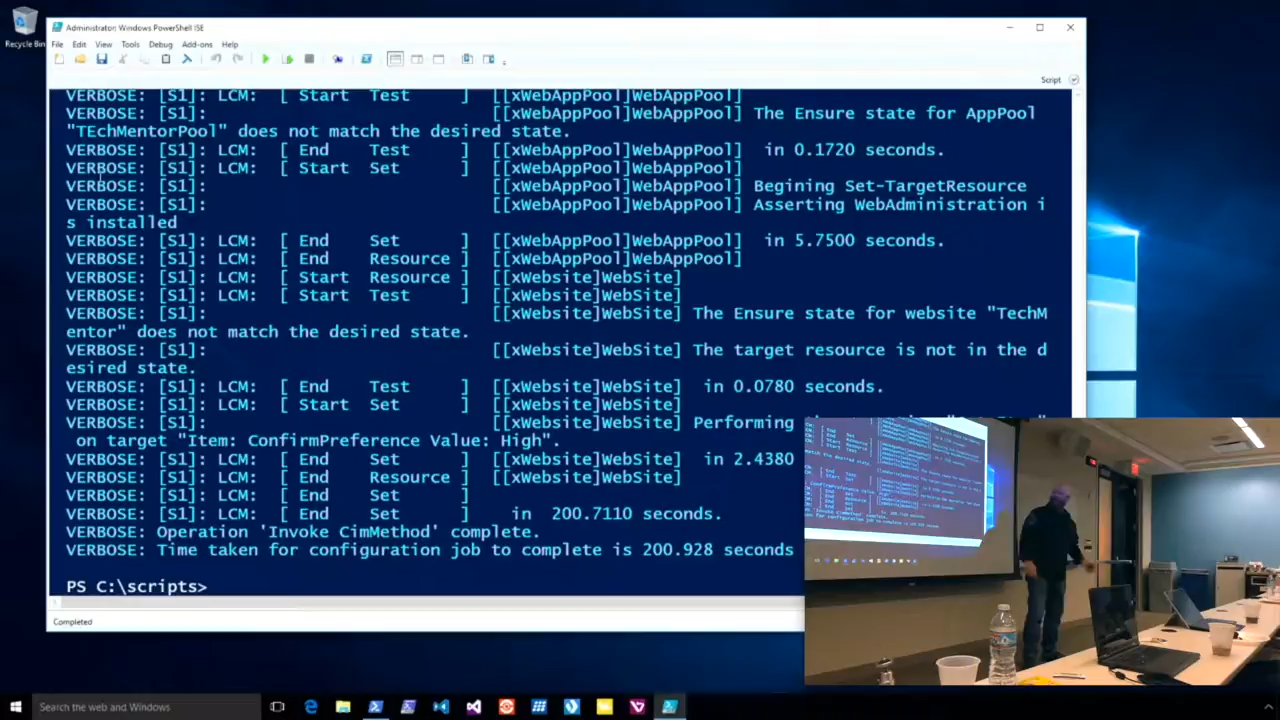 Recycle Bin
Administrator: Windows PowerShell ISE
File Edit View Tools Debug Add-ons Help
Script
VERBOSE: [S1]: LCM: [ Start Test ] [[xWebAppPool]WebAppPool]
VERBOSE: [S1]: [[xWebAppPool]WebAppPool] The Ensure state for AppPool
"TEchMentorPool" does not match the desired state.
VERBOSE: [S1]: LCM: [ End Test ] [[xWebAppPool]WebAppPool] in 0.1720 seconds.
VERBOSE: [S1]: LCM: [ Start Set ] [[xWebAppPool]WebAppPool]
VERBOSE: [S1]: [[xWebAppPool]WebAppPool] Begining Set-TargetResource
VERBOSE: [S1]: [[xWebAppPool]WebAppPool] Asserting WebAdministration i
s installed
VERBOSE: [S1]: LCM: [ End Set ] [[xWebAppPool]WebAppPool] in 5.7500 seconds.
VERBOSE: [S1]: LCM: [ End Resource ] [[xWebAppPool]WebAppPool]
VERBOSE: [S1]: LCM: [ Start Resource ] [[xWebsite]WebSite]
VERBOSE: [S1]: LCM: [ Start Test ] [[xWebsite]WebSite]
VERBOSE: [S1]: [[xWebsite]WebSite] The Ensure state for website "TechM
entor" does not match the desired state.
VERBOSE: [S1]: [[xWebsite]WebSite] The target resource is not in the d
esired state.
VERBOSE: [S1]: LCM: [ End Test ] [[xWebsite]WebSite] in 0.0780 seconds.
VERBOSE: [S1]: LCM: [ Start Set ] [[xWebsite]WebSite]
VERBOSE: [S1]: [[xWebsite]WebSite] Performing
on target "Item: ConfirmPreference Value: High".
VERBOSE: [S1]: LCM: [ End Set ] [[xWebsite]WebSite] in 2.4380
VERBOSE: [S1]: LCM: [ End Resource ] [[xWebsite]WebSite]
VERBOSE: [S1]: LCM: [ End Set ]
VERBOSE: [S1]: LCM: [ End Set ] in 200.7110 seconds.
VERBOSE: Operation 'Invoke CimMethod' complete.
VERBOSE: Time taken for configuration job to complete is 200.928 seconds
PS C:\scripts>
Completed
Search the web and Windows